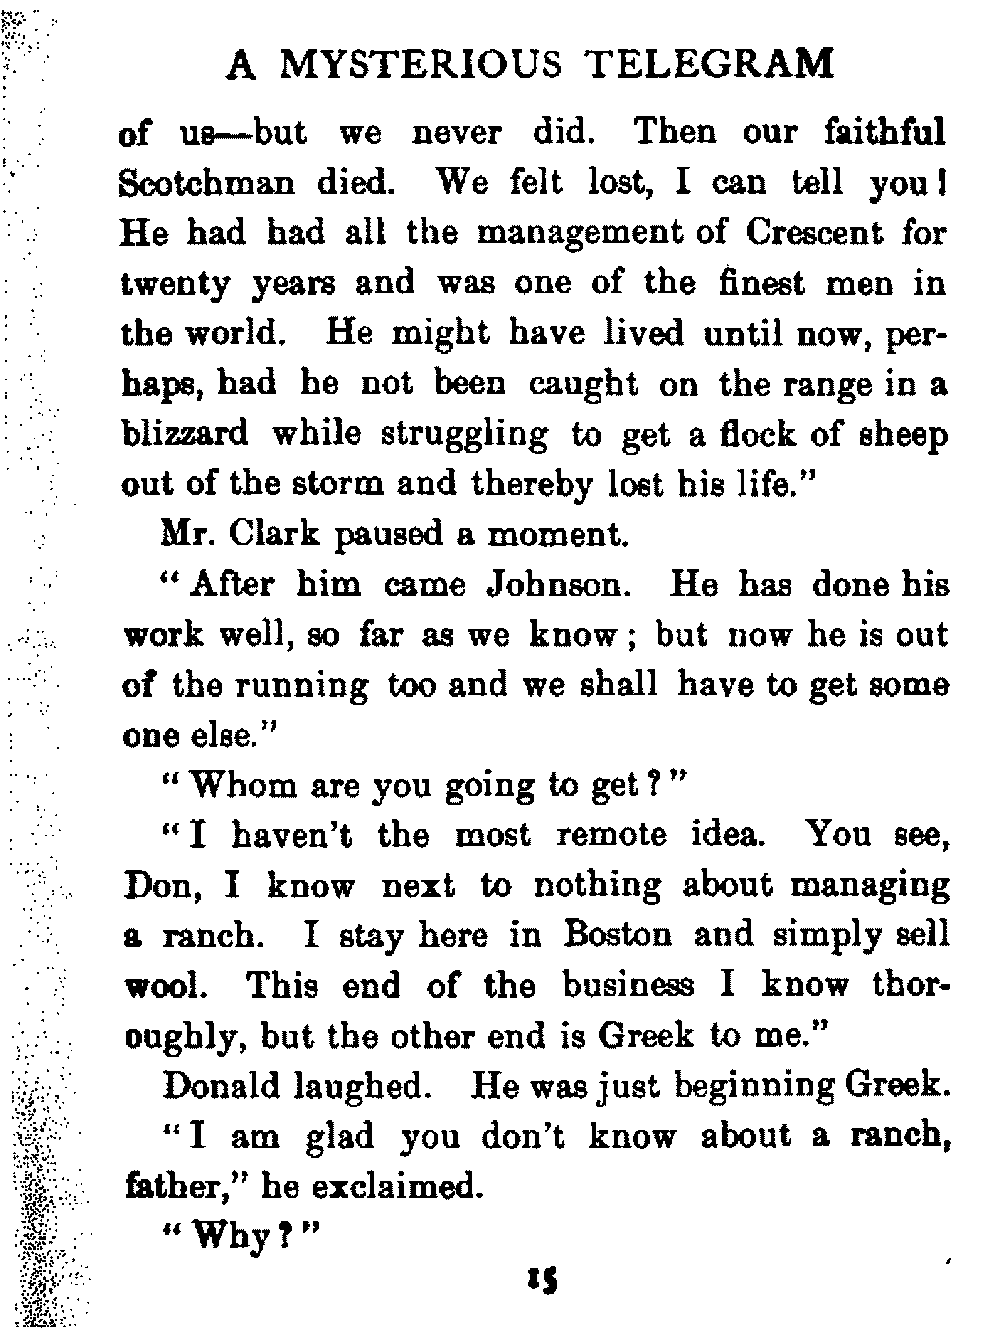 A MYSTERIOUS TELEGRAM
of us—but we never did. Then our faithful
Scotchman died. We felt lost, I can tell you!
He had had all the management of Crescent for
twenty years and was one of the finest men in
the world. He might have lived until now, per-
haps, had he not been caught on the range in a
blizzard while struggling to get a flock of sheep
out of the storm and thereby lost his life.”
Mr. Clark paused a moment.
“After him came Johnson. He has done his
work well, so far as we know; but now he is out
of the running too and we shall have to get some
one else.”
“Whom are you going to get?”
“I haven’t the most remote idea. You see,
Don, I know next to nothing about managing
a ranch. I stay here in Boston and simply sell
wool. This end of the business I know thor-
oughly, but the other end is Greek to me.”
Donald laughed. He was just beginning Greek.
“I am glad you don’t know about a ranch,
father,” he exclaimed.
“Why?”
15